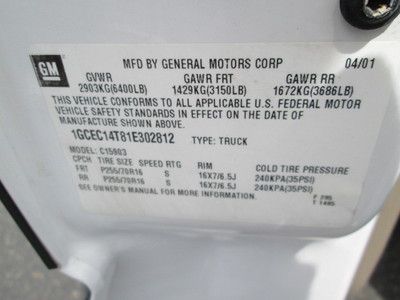 MFD BY GENERAL MOTORS CORP 04/01
GM
GVWR GAWR FRT GAWR RR
2903KG(6400LB) 1429KG(3150LB) 1672KG(3686LB)
THIS VEHICLE CONFORMS TO ALL APPLICABLE U.S. FEDERAL MOTOR
VEHICLE SAFETY STANDARDS IN EFFECT ON THE DATE OF
MANUFACTURE SHOWN ABOVE.
1GCEC14T81E302812 TYPE: TRUCK
MODEL: C15903
CPCH TIRE SIZE SPEED RTG RIM COLD TIRE PRESSURE
FRT P255/70R16 S 16X7/6.5J 240KPA(35PSI)
RR P255/70R16 S 16X7/6.5J 240KPA(35PSI)
SEE OWNER'S MANUAL FOR MORE INFORMATION.